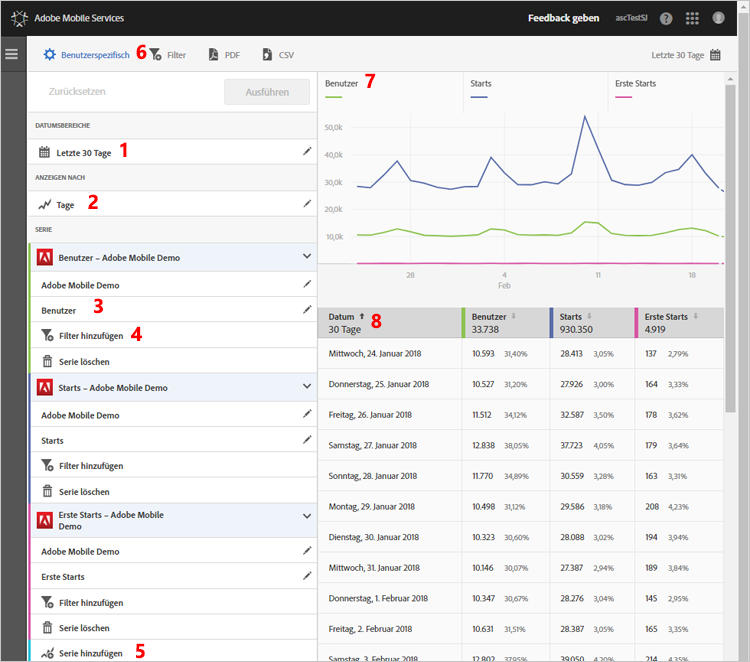 Adobe Mobile Services
Feedback geben
ascTestSJ
?
Benutzerspezifisch
6
Filter
PDF
CSV
Letzte 30 Tage
Zurücksetzen
Ausführen
DATUMSBEREICHE
Letzte 30 Tage
1
ANZEIGEN NACH
Tage
2
SERIE
Benutzer – Adobe Mobile Demo
Adobe Mobile Demo
Benutzer
3
Filter hinzufügen
4
Serie löschen
Starts – Adobe Mobile Demo
Adobe Mobile Demo
Starts
Filter hinzufügen
Serie löschen
Erste Starts – Adobe Mobile
Demo
Adobe Mobile Demo
Erste Starts
Filter hinzufügen
Serie löschen
Serie hinzufügen
5
Benutzer
7
Starts
Erste Starts
50,0k
40,0k
30,0k
20,0k
10,0k
28
4
11
18
Feb
Datum
8
Benutzer
Starts
Erste Starts
30 Tage
33.738
930.350
4.919
Mittwoch, 24. Januar 2018 10.593 31,40% 28.413 3,05% 137 2,79%
Donnerstag, 25. Januar 2018 10.527 31,20% 27.926 3,00% 164 3,33%
Freitag, 26. Januar 2018 11.512 34,12% 32.587 3,50% 178 3,62%
Samstag, 27. Januar 2018 12.838 38,05% 37.723 4,05% 179 3,64%
Sonntag, 28. Januar 2018 11.770 34,89% 30.559 3,28% 163 3,31%
Montag, 29. Januar 2018 10.498 31,12% 29.586 3,18% 208 4,23%
Dienstag, 30. Januar 2018 10.323 30,60% 28.088 3,02% 194 3,94%
Mittwoch, 31. Januar 2018 10.146 30,07% 27.387 2,94% 189 3,84%
Donnerstag, 1. Februar 2018 10.347 30,67% 28.276 3,04% 145 2,95%
Freitag, 2. Februar 2018 10.631 31,51% 28.387 3,05% 165 3,35%
Samstag, 3. Februar 2018 12.802 37,95% 39.050 4,20% 214 4,35%